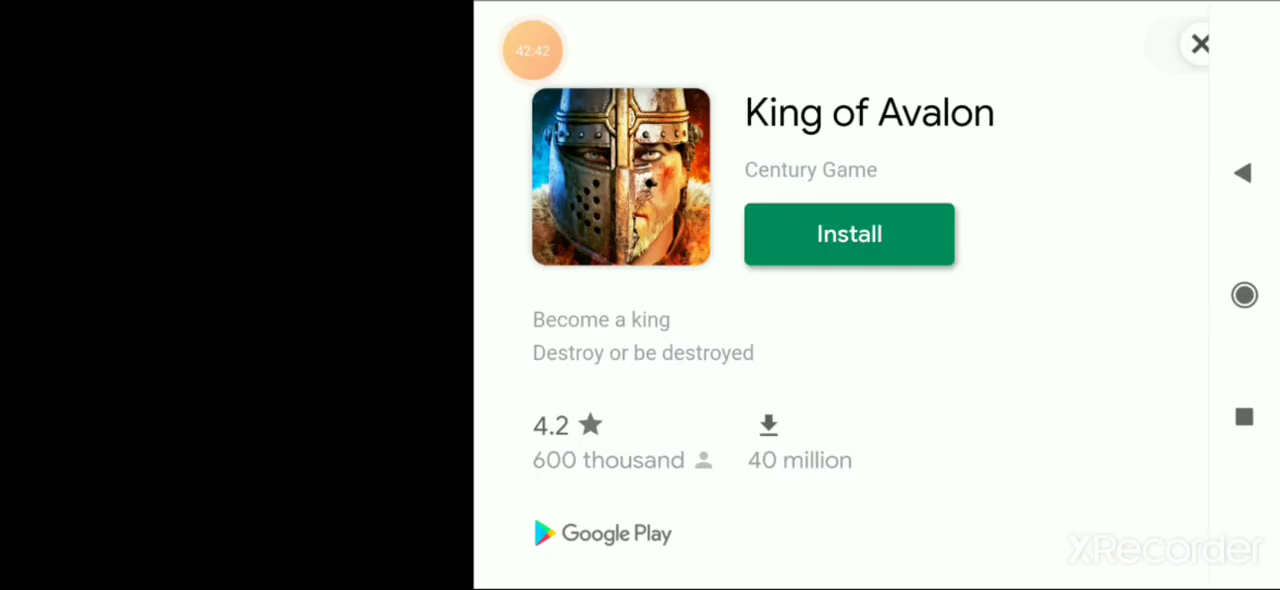 42:42
King of Avalon
Century Game
Install
Become a king
Destroy or be destroyed
4.2
600 thousand
40 million
Google Play
XRecorder